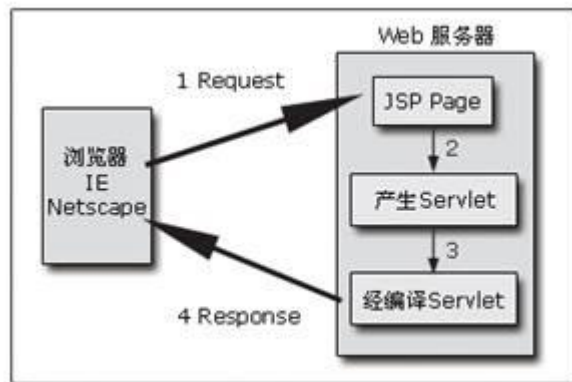 Web 服务器
1 Request
JSP Page
浏览器
IE
Netscape
2
产生Servlet
3
经编译Servlet
4 Response